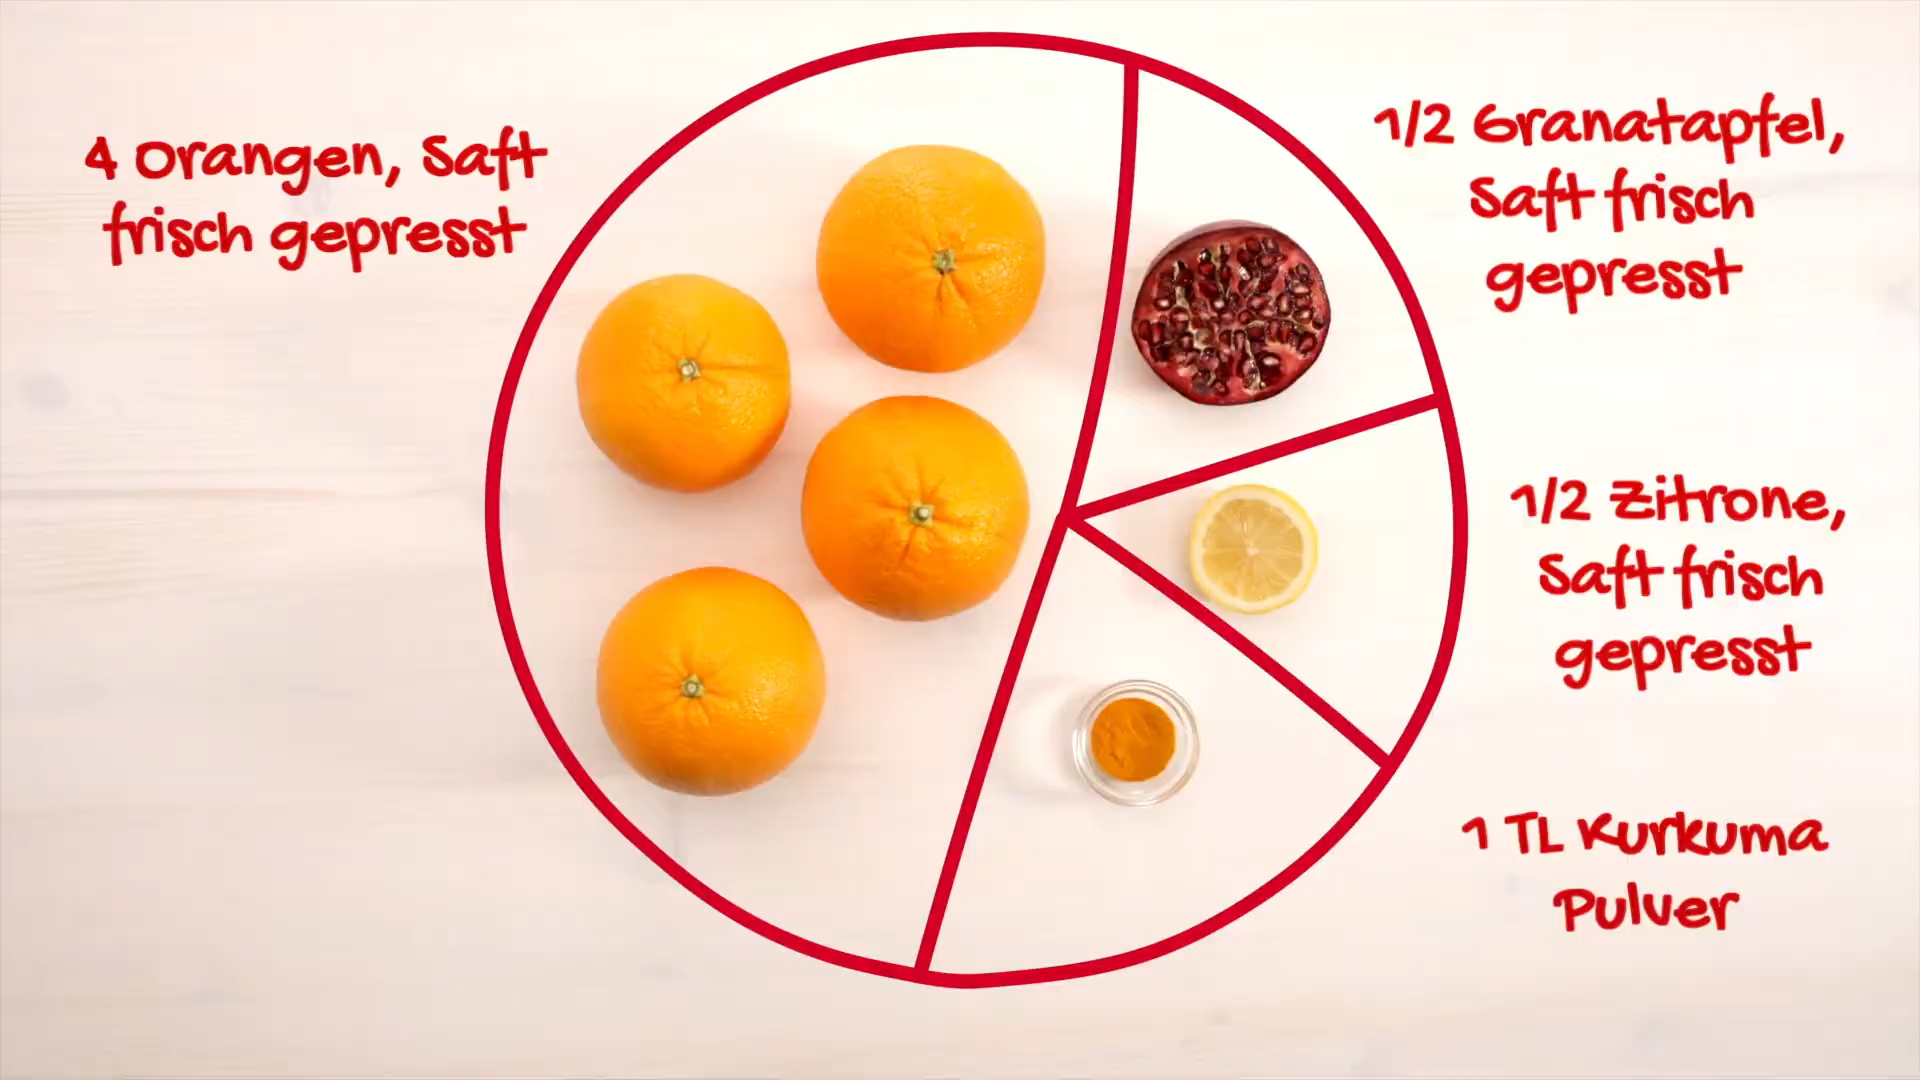 4 Orangen, Saft
frisch gepresst
1/2 Granatapfel,
Saft frisch
gepresst
1/2 Zitrone,
Saft frisch
gepresst
1 TL Kurkuma
Pulver